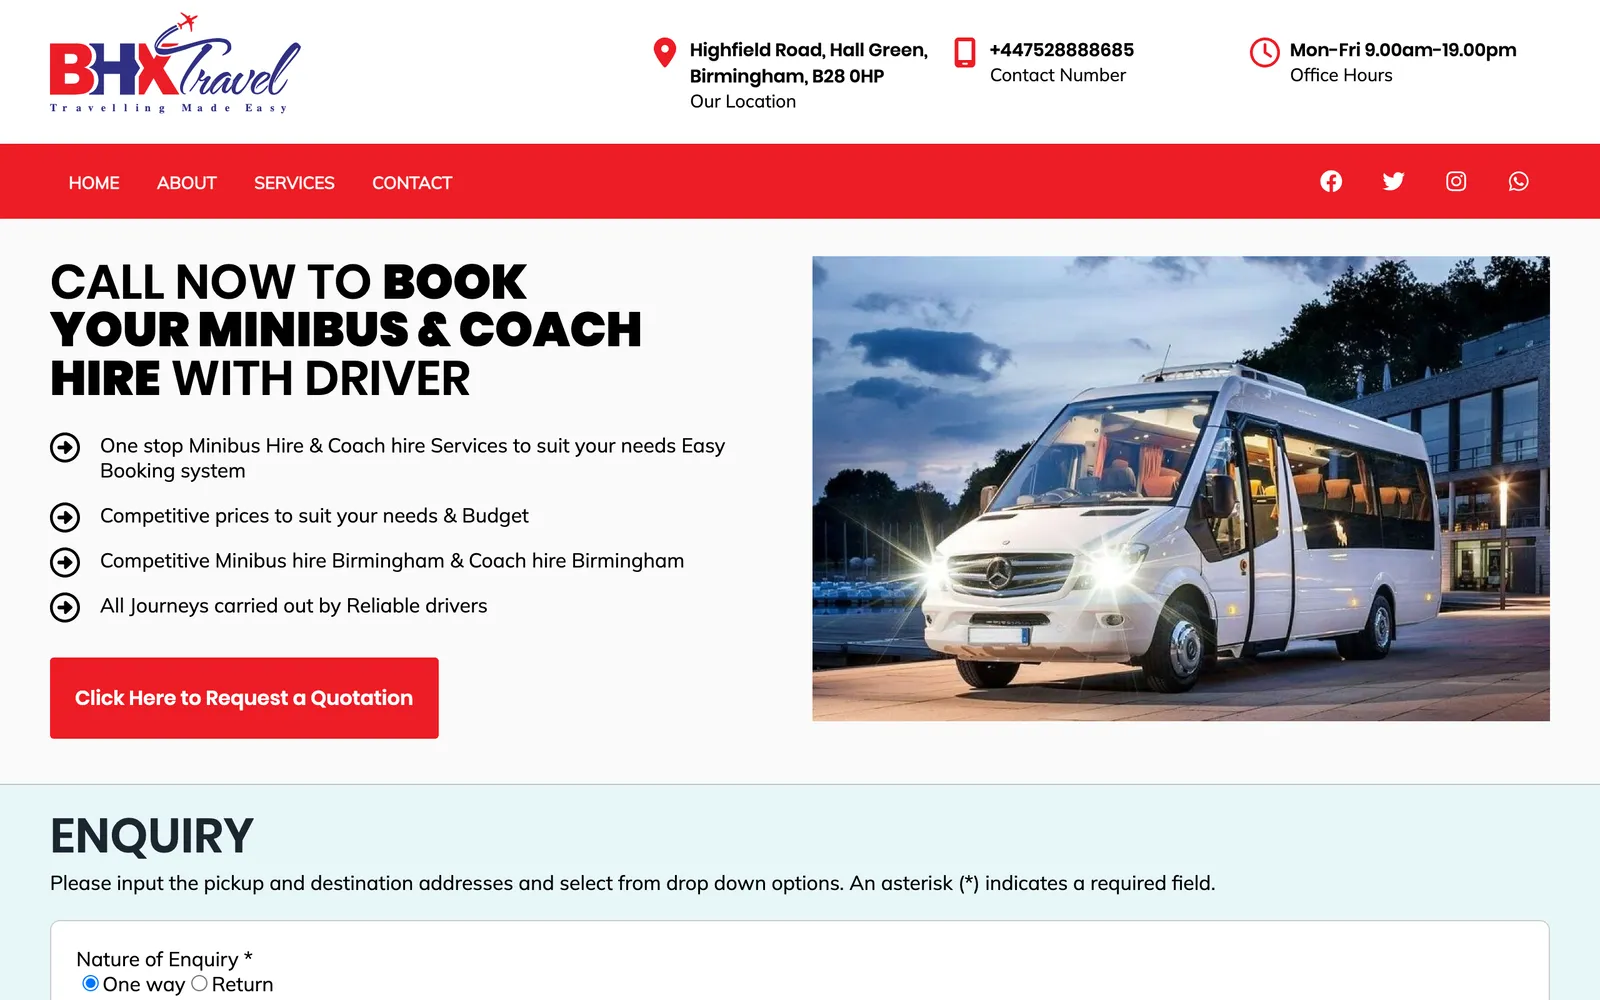 BHX Travel
Travelling Made Easy
Highfield Road, Hall Green,
Birmingham, B28 0HP
Our Location
+447528888685
Contact Number
Mon-Fri 9.00am-19.00pm
Office Hours
HOME ABOUT SERVICES CONTACT
CALL NOW TO BOOK
YOUR MINIBUS & COACH
HIRE WITH DRIVER
One stop Minibus Hire & Coach hire Services to suit your needs Easy
Booking system
Competitive prices to suit your needs & Budget
Competitive Minibus hire Birmingham & Coach hire Birmingham
All Journeys carried out by Reliable drivers
Click Here to Request a Quotation
ENQUIRY
Please input the pickup and destination addresses and select from drop down options. An asterisk (*) indicates a required field.
Nature of Enquiry *
One way Return